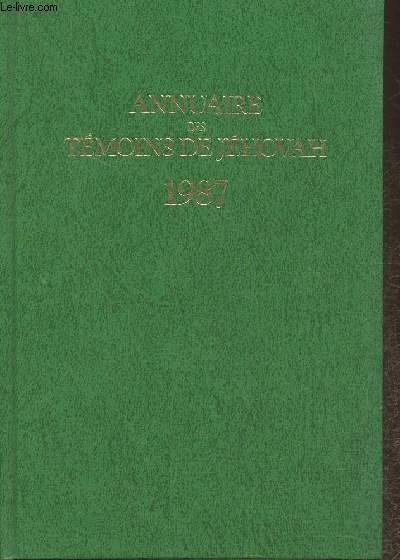 Le-livre.com
ANNUAIRE
DES
TÉMOINS DE JÉHOVAH
1987